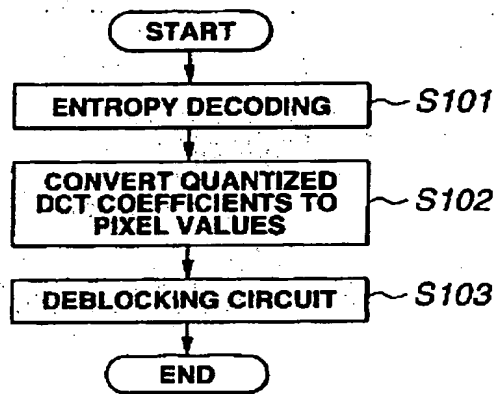 START
ENTROPY DECODING
S101
CONVERT QUANTIZED
DCT COEFFICIENTS TO
PIXEL VALUES
S102
DEBLOCKING CIRCUIT
S103
END